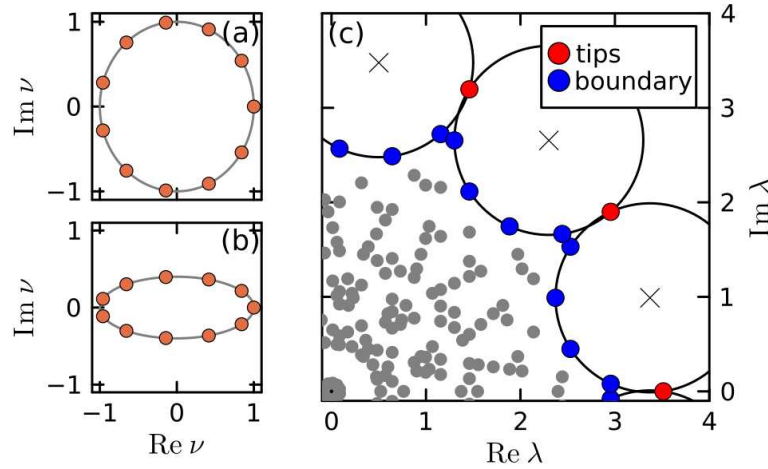 (a)
Im ν
1
0
−1
(b)
Im ν
1
0
−1
−1 0 1
Re ν
(c)
tips
boundary
4
3
2
1
0
Im λ
0 1 2 3 4
Re λ